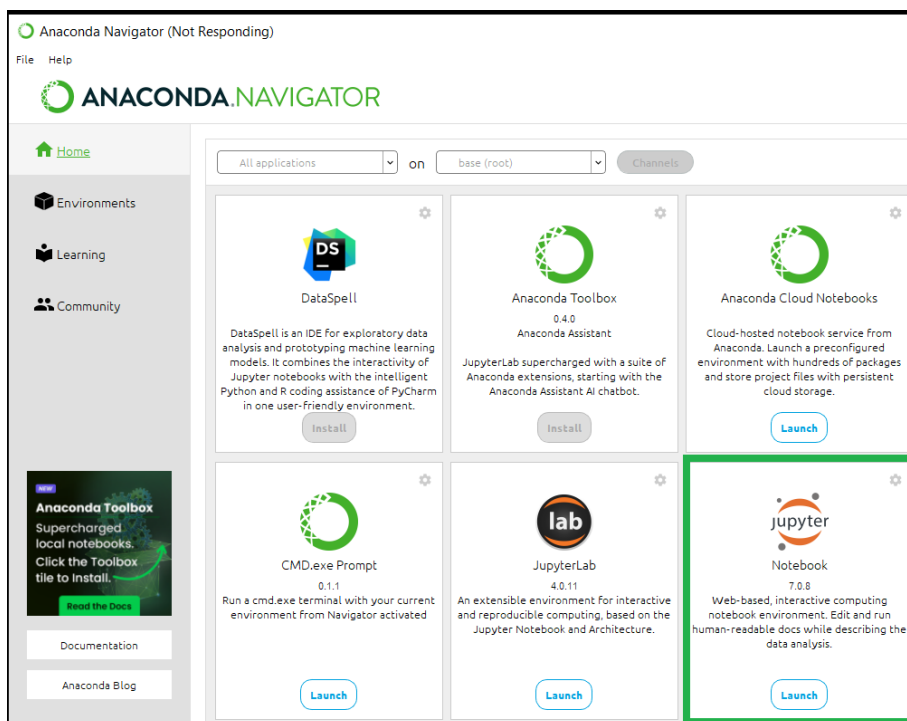 Anaconda Navigator (Not Responding)
File Help
ANACONDA.NAVIGATOR
Home
Environments
Learning
Community
All applications on base (root) Channels
DS
DataSpell
DataSpell is an IDE for exploratory data
analysis and prototyping machine learning
models. It combines the interactivity of
Jupyter notebooks with the intelligent
Python and R coding assistance of PyCharm
in one user-friendly environment.
Install
Anaconda Toolbox
0.4.0
Anaconda Assistant
JupyterLab supercharged with a suite of
Anaconda extensions, starting with the
Anaconda Assistant AI chatbot.
Install
Anaconda Cloud Notebooks
Cloud-hosted notebook service from
Anaconda. Launch a preconfigured
environment with hundreds of packages
and store project files with persistent
cloud storage.
Launch
CMD.exe Prompt
0.1.1
Run a cmd.exe terminal with your current
environment from Navigator activated
Launch
lab
JupyterLab
4.0.11
An extensible environment for interactive
and reproducible computing, based on the
Jupyter Notebook and Architecture.
Launch
jupyter
Notebook
7.0.8
Web-based, interactive computing
notebook environment. Edit and run
human-readable docs while describing the
data analysis.
Launch
NEW
Anaconda Toolbox
Supercharged
local notebooks.
Click the Toolbox
tile to Install.
Read the Docs
Documentation
Anaconda Blog